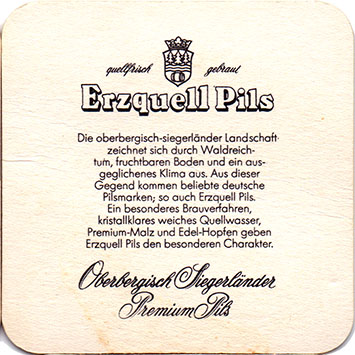 quellfrisch gebraut
Erzquell Pils
Die oberbergisch-siegerländer Landschaft
zeichnet sich durch Waldreich-
tum, fruchtbaren Boden und ein aus-
geglichenes Klima aus. Aus dieser
Gegend kommen beliebte deutsche
Pilsmarken; so auch Erzquell Pils.
Ein besonderes Brauverfahren,
kristallklares weiches Quellwasser,
Premium-Malz und Edel-Hopfen geben
Erzquell Pils den besonderen Charakter.
Oberbergisch Siegerländer
Premium Pils